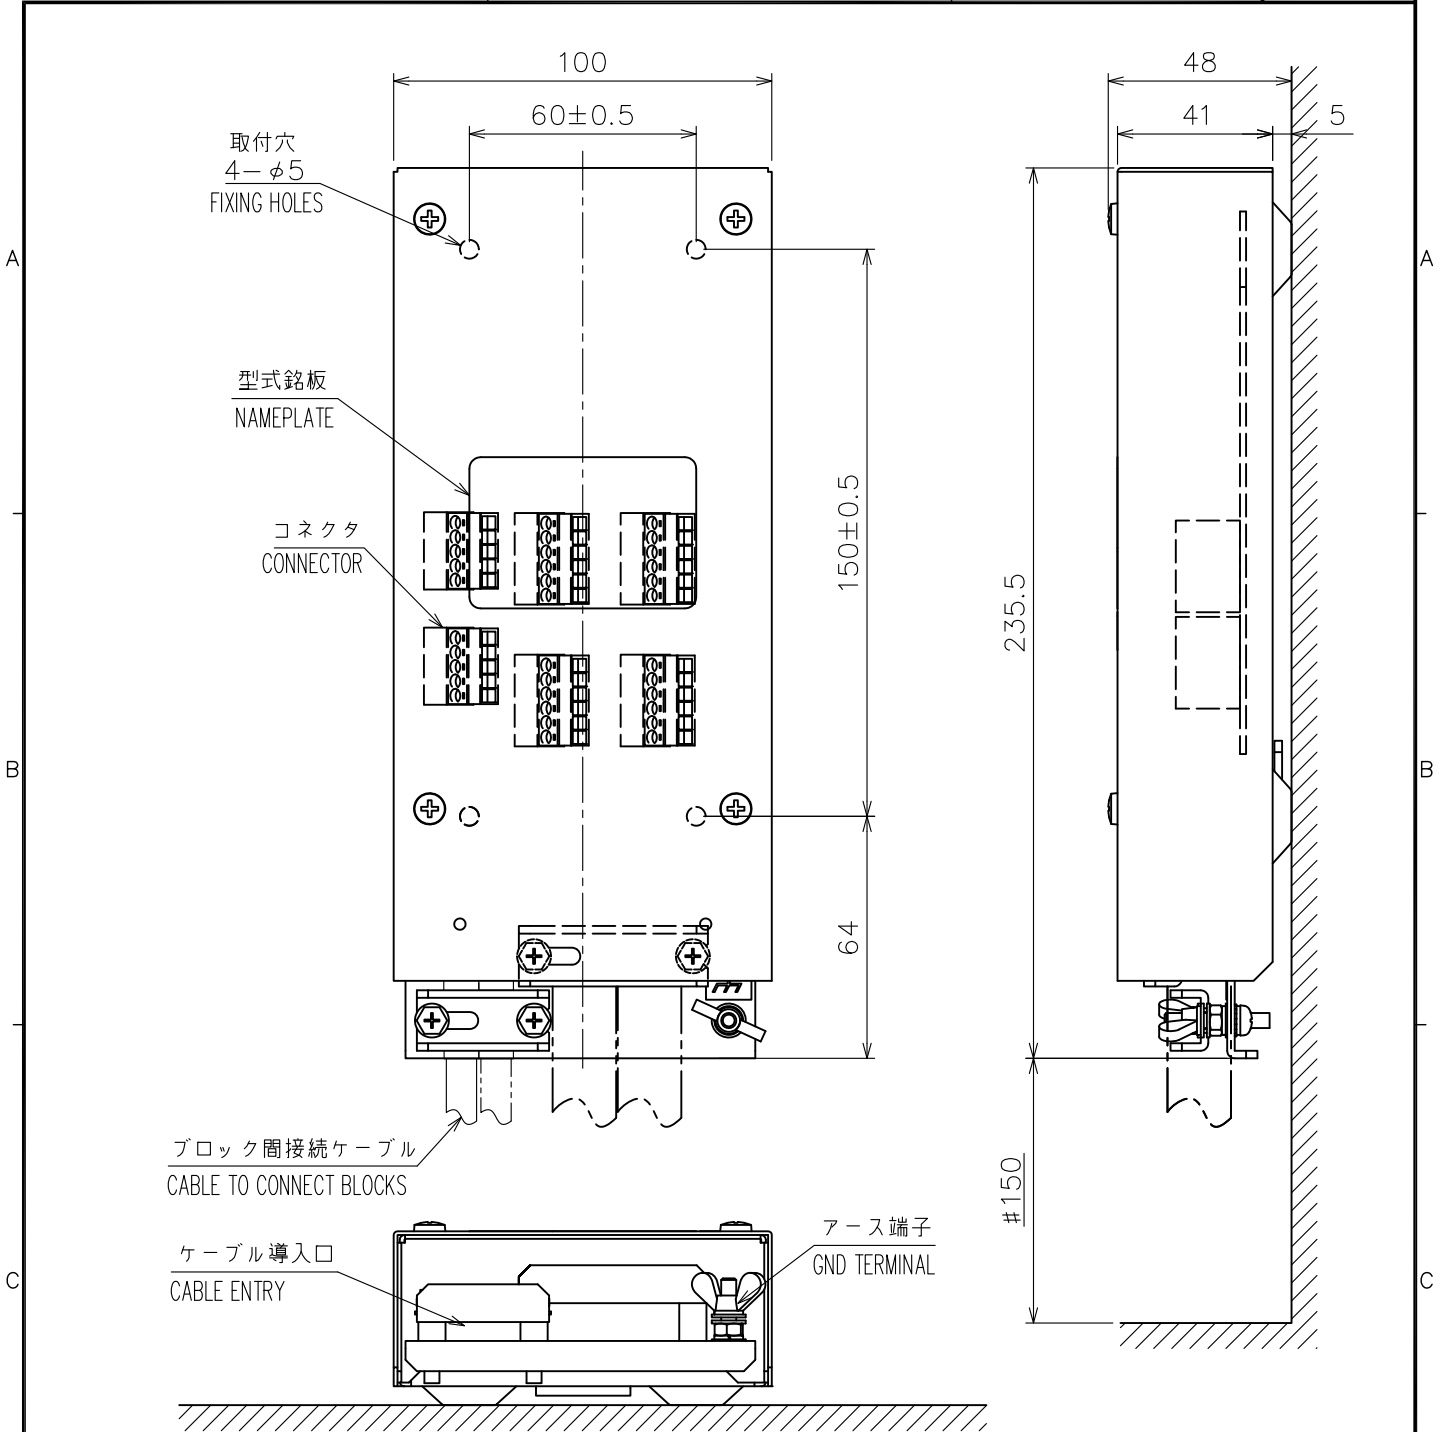 100
48
60±0.5
41
5
取付穴
4－φ5
FIXING HOLES
A
A
型式銘板
NAMEPLATE
150±0.5
コネクタ
CONNECTOR
235.5
B
B
64
ブロック間接続ケーブル
CABLE TO CONNECT BLOCKS
#150
アース端子
GND TERMINAL
ケーブル導入口
CABLE ENTRY
C
C